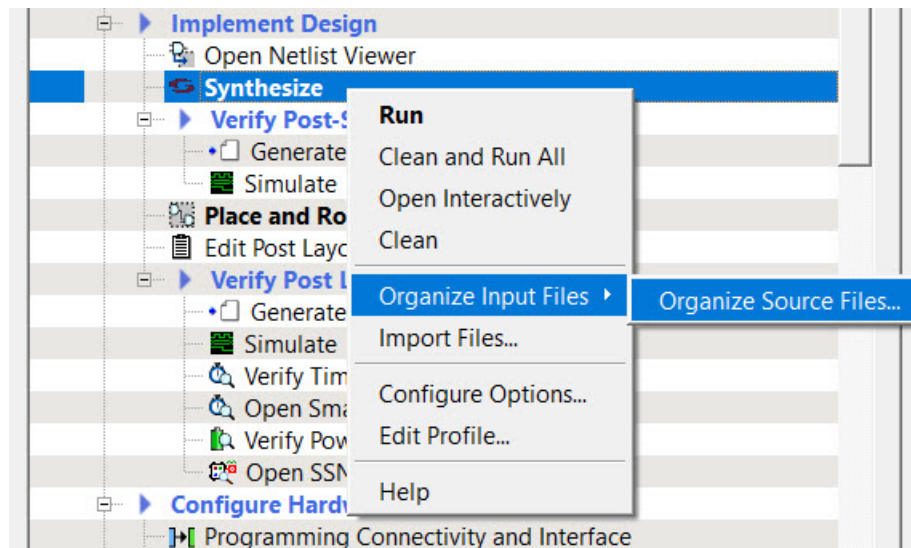 Implement Design
Open Netlist Viewer
Synthesize
Verify Post-
Generate
Simulate
Place and Ro
Edit Post Layo
Verify Post L
Generate
Simulate
Verify Tim
Open Sma
Verify Pow
Open SSN
Configure Hardw
Programming Connectivity and Interface
Run
Clean and Run All
Open Interactively
Clean
Organize Input Files
Import Files...
Configure Options...
Edit Profile...
Help
Organize Source Files...